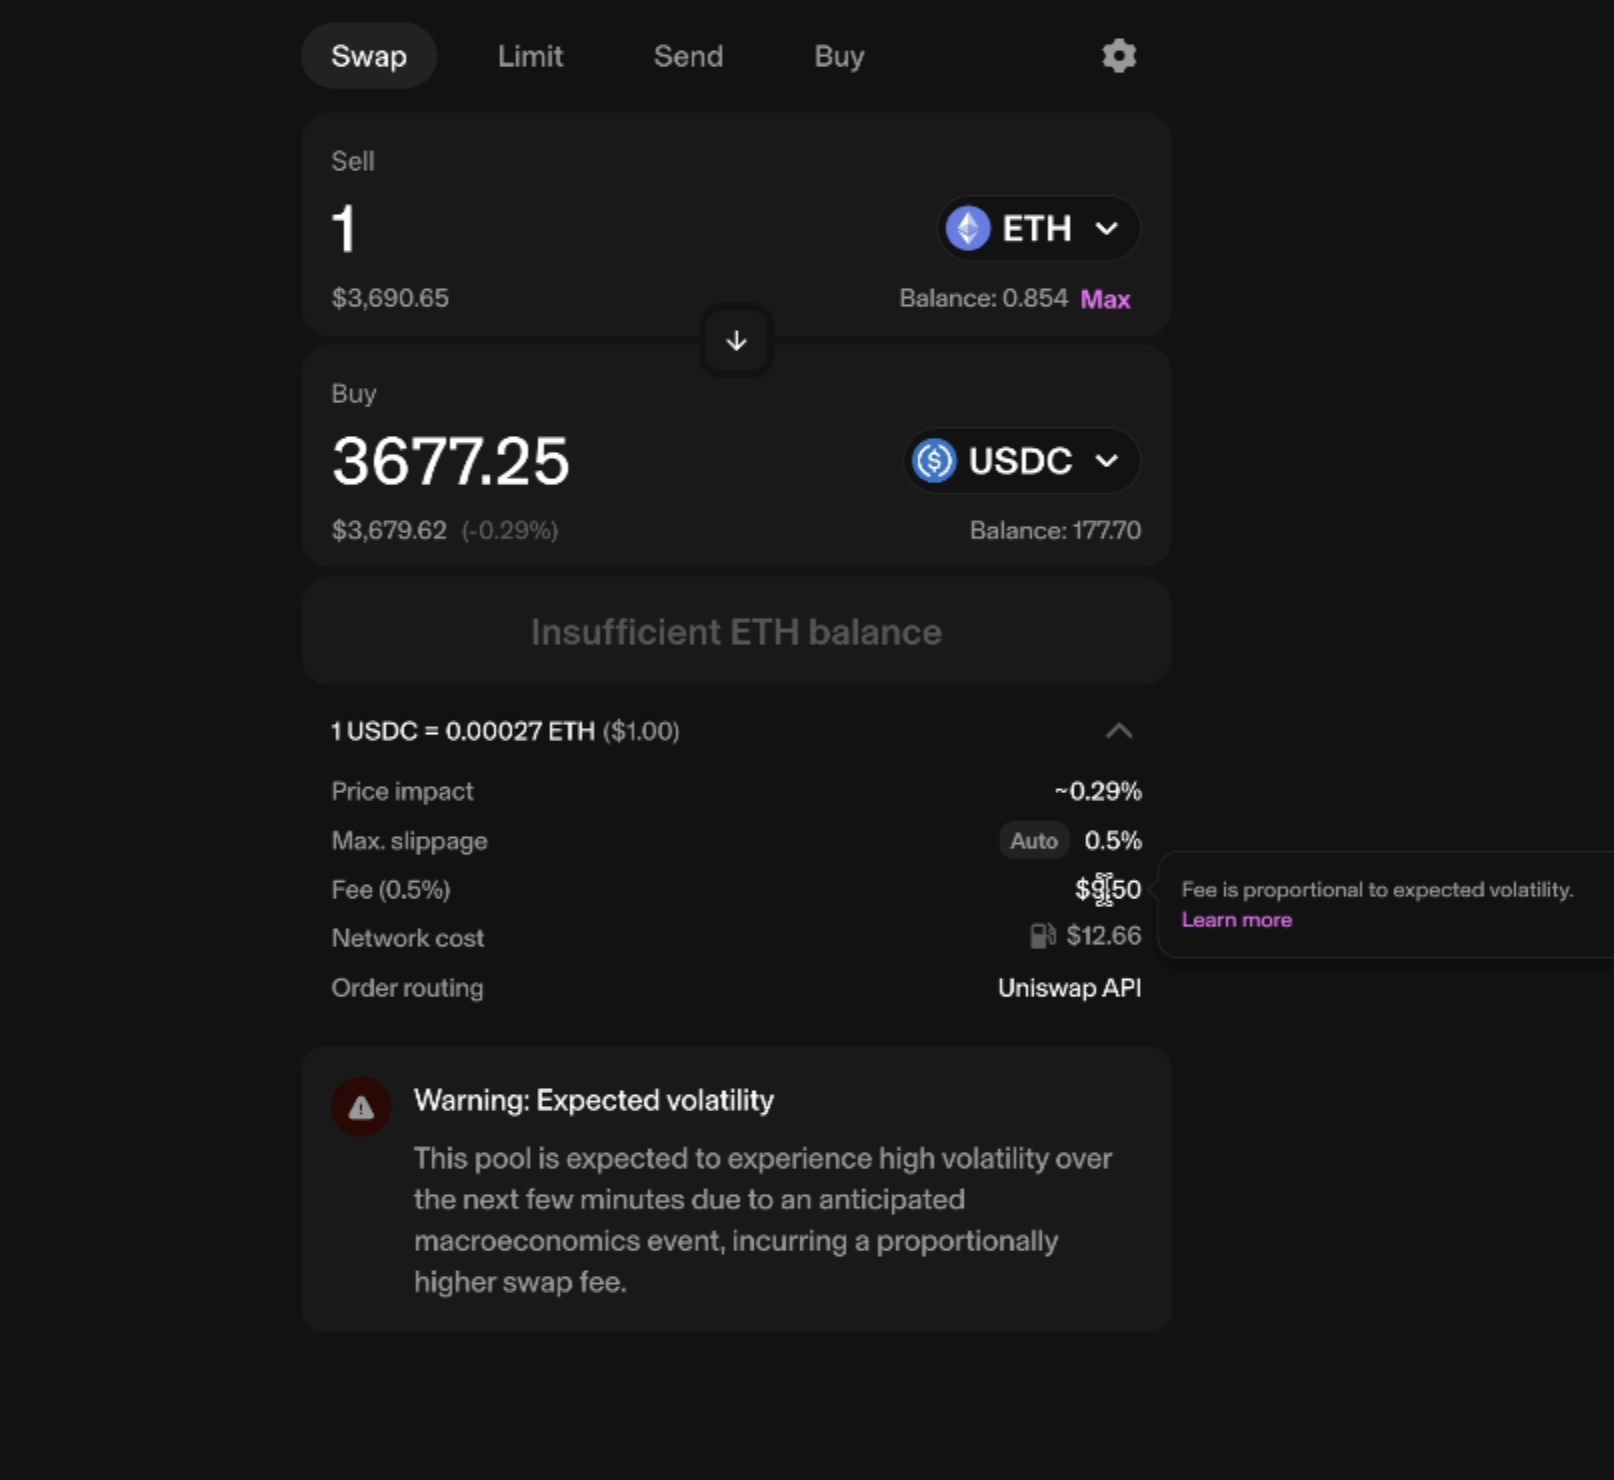 Swap Limit Send Buy
Sell
1
ETH
$3,690.65
Balance: 0.854 Max
Buy
3677.25
USDC
$3,679.62 (-0.29%)
Balance: 177.70
Insufficient ETH balance
1 USDC = 0.00027 ETH ($1.00)
Price impact ~0.29%
Max. slippage Auto 0.5%
Fee (0.5%)
Fee is proportional to expected volatility.
Learn more
Network cost $12.66
Order routing Uniswap API
Warning: Expected volatility
This pool is expected to experience high volatility over
the next few minutes due to an anticipated
macroeconomics event, incurring a proportionally
higher swap fee.